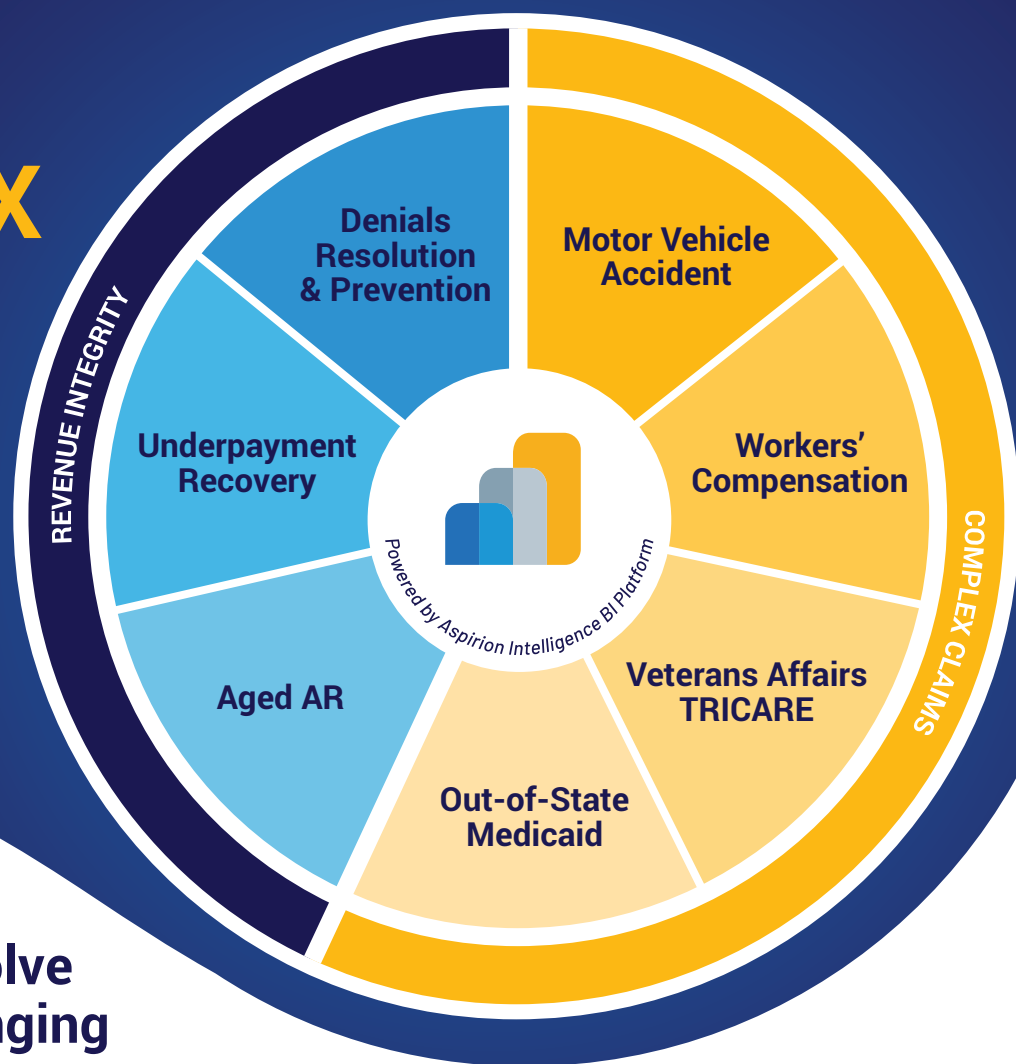 X
REVENUE INTEGRITY
COMPLEX CLAIMS
Denials
Resolution
& Prevention
Motor Vehicle
Accident
Underpayment
Recovery
Workers’
Compensation
Powered by Aspirion Intelligence BI Platform
Aged AR
Veterans Affairs
TRICARE
Out-of-State
Medicaid
olve
nging